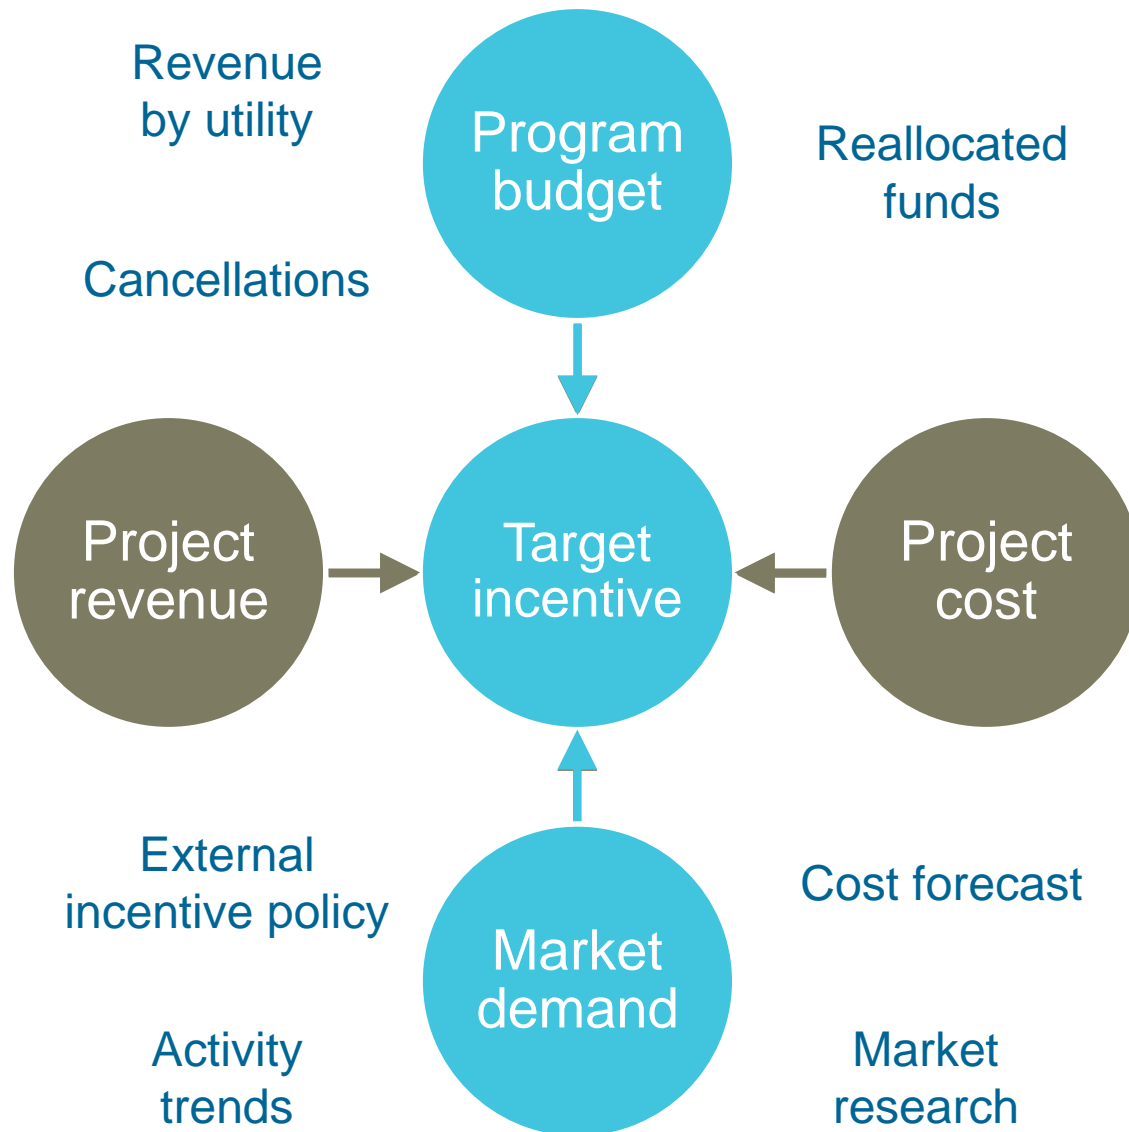 Revenue
by utility
Program
budget
Reallocated
funds
Cancellations
Project
revenue
Target
incentive
Project
cost
External
incentive policy
Cost forecast
Market
demand
Activity
trends
Market
research